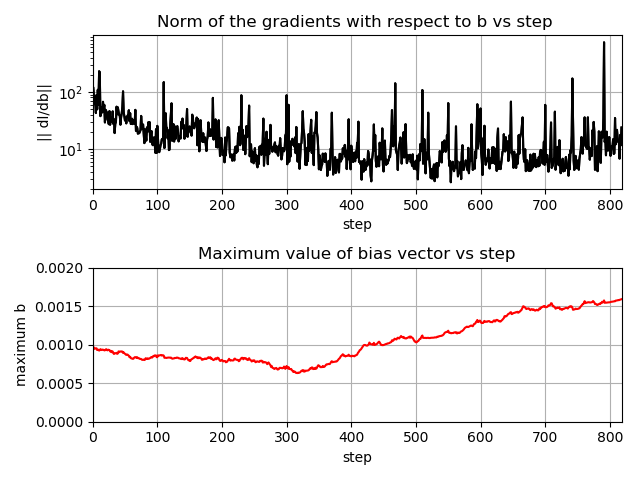 Norm of the gradients with respect to b vs step
|| dl/db||
10²
10¹
0 100 200 300 400 500 600 700 800
step
Maximum value of bias vector vs step
maximum b
0.0020
0.0015
0.0010
0.0005
0.0000
0 100 200 300 400 500 600 700 800
step